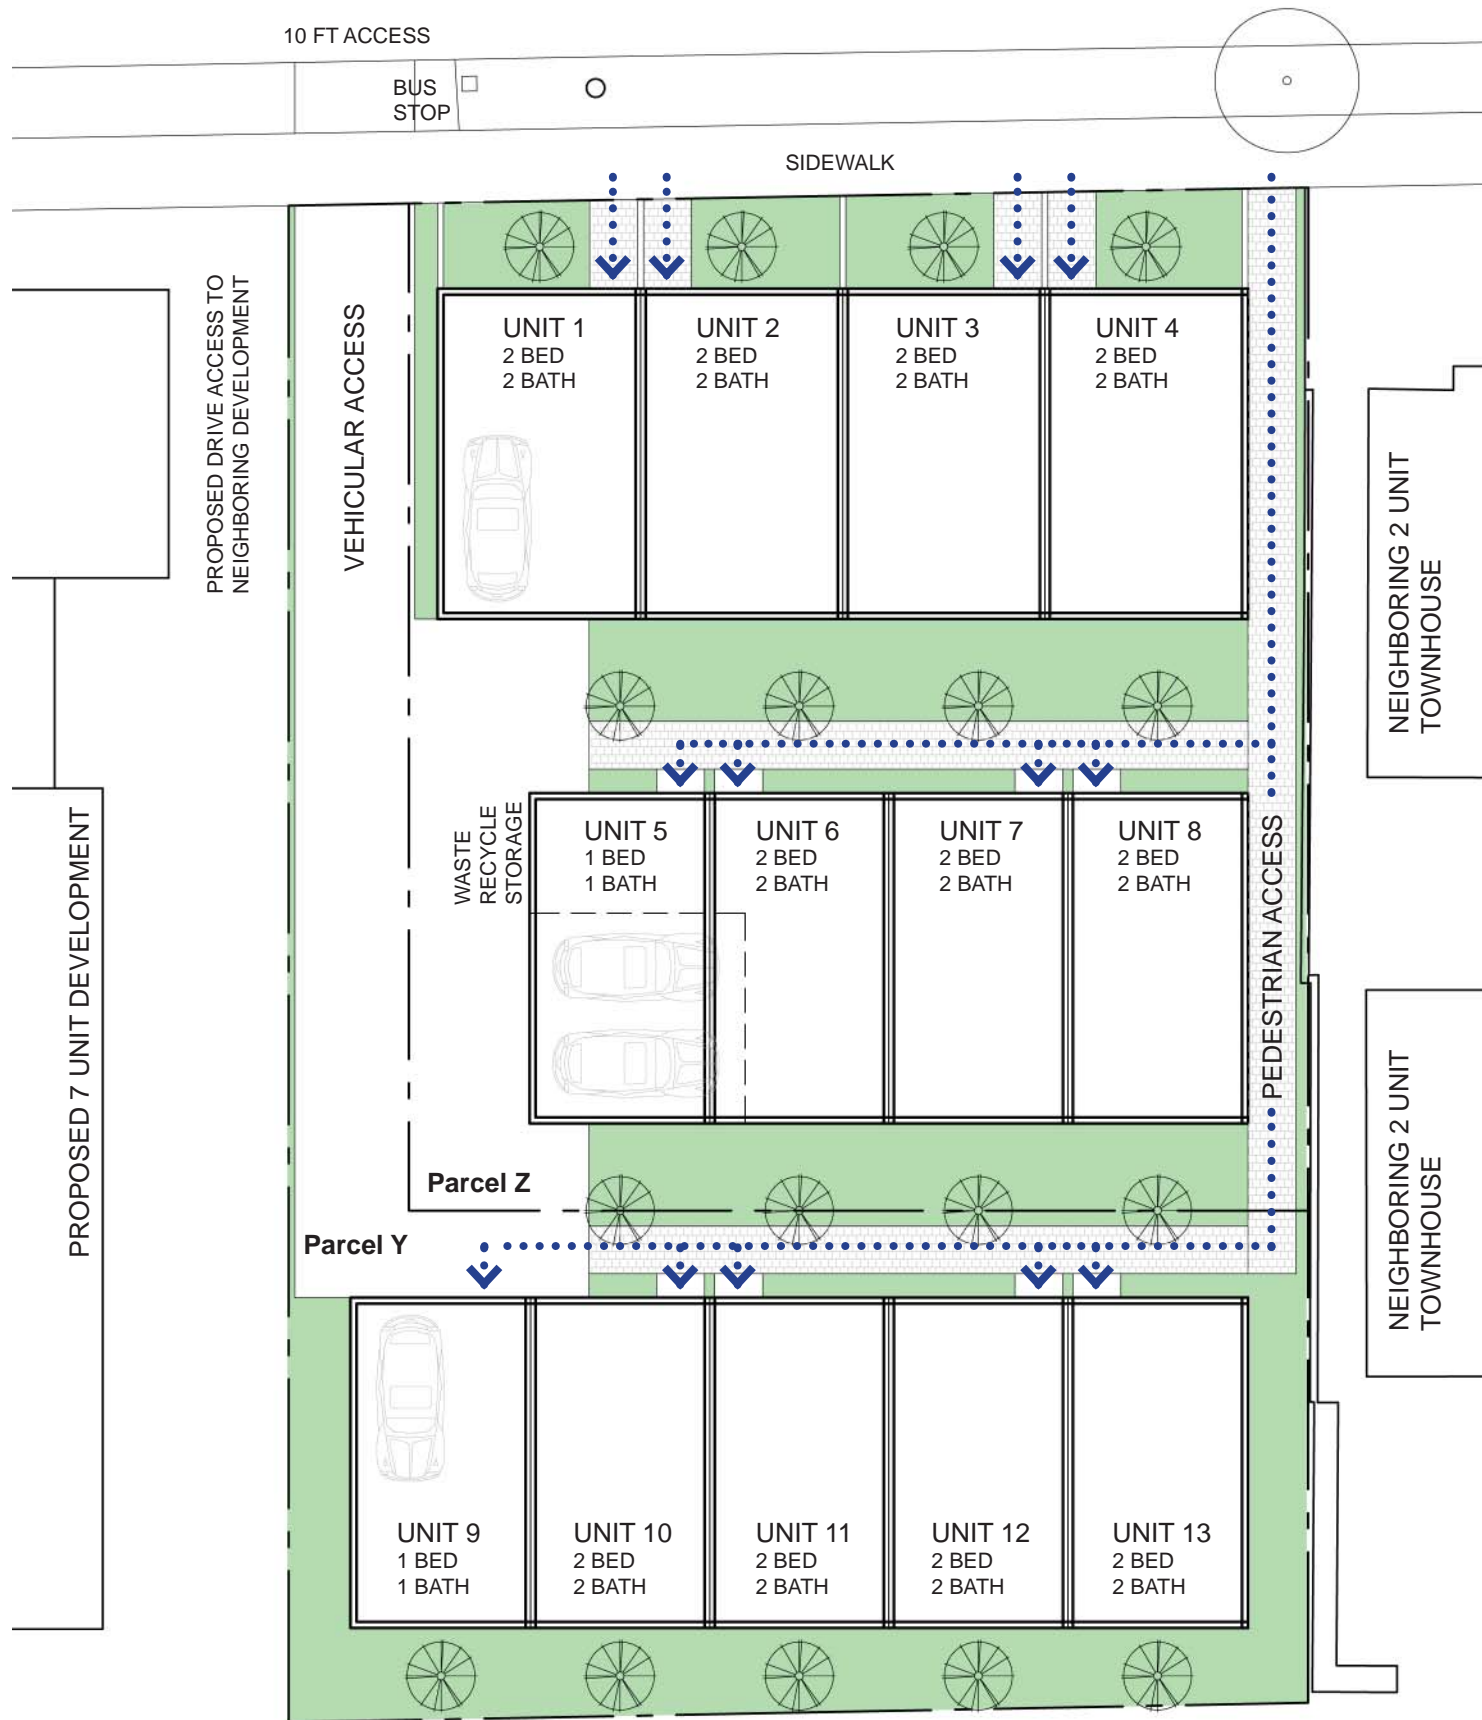 10 FT ACCESS
BUS
STOP
SIDEWALK
PROPOSED DRIVE ACCESS TO
NEIGHBORING DEVELOPMENT
VEHICULAR ACCESS
UNIT 1
2 BED
2 BATH
UNIT 2
2 BED
2 BATH
UNIT 3
2 BED
2 BATH
UNIT 4
2 BED
2 BATH
NEIGHBORING 2 UNIT
TOWNHOUSE
PROPOSED 7 UNIT DEVELOPMENT
WASTE
RECYCLE
STORAGE
UNIT 5
1 BED
1 BATH
UNIT 6
2 BED
2 BATH
UNIT 7
2 BED
2 BATH
UNIT 8
2 BED
2 BATH
PEDESTRIAN ACCESS
NEIGHBORING 2 UNIT
TOWNHOUSE
Parcel Z
Parcel Y
UNIT 9
1 BED
1 BATH
UNIT 10
2 BED
2 BATH
UNIT 11
2 BED
2 BATH
UNIT 12
2 BED
2 BATH
UNIT 13
2 BED
2 BATH